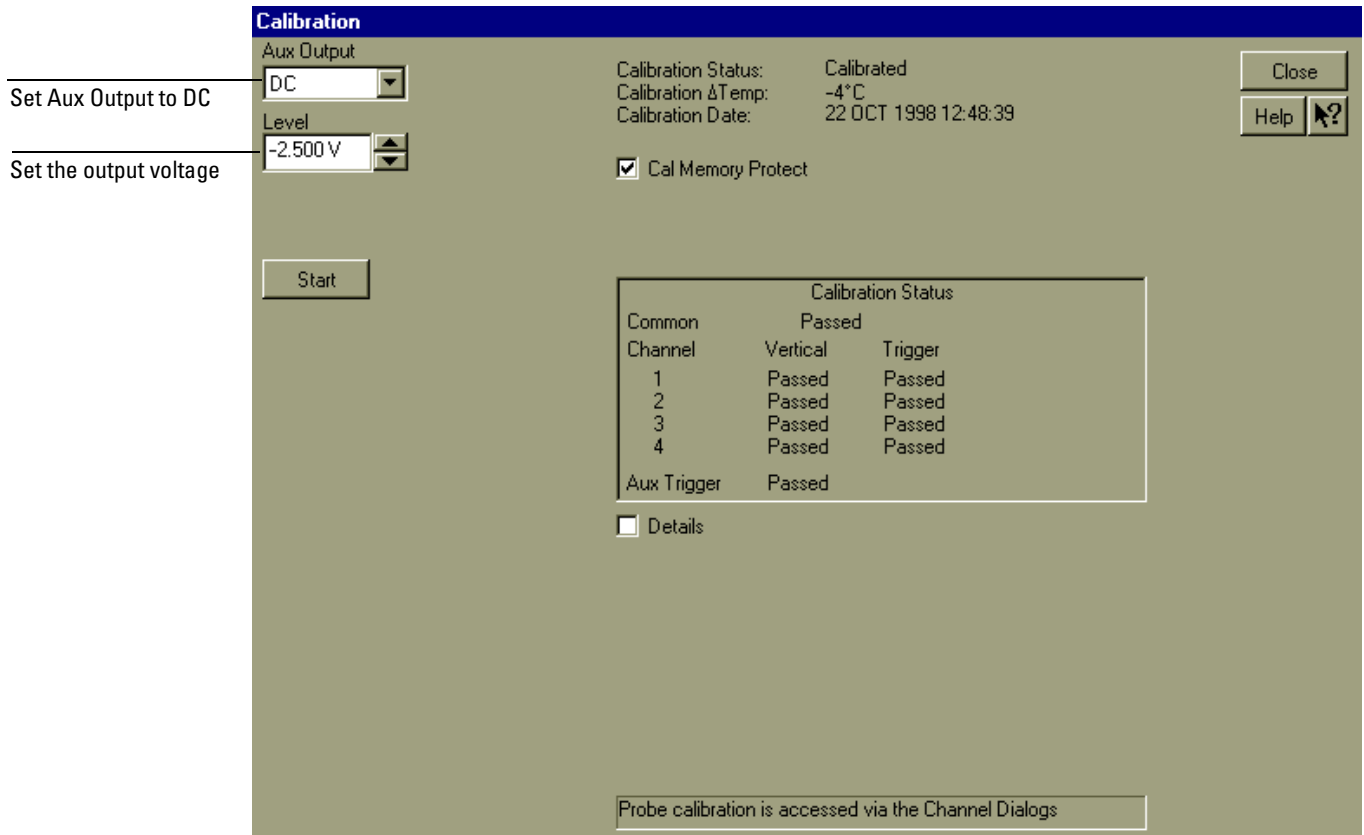 Calibration
Aux Output
DC
Set Aux Output to DC
Level
-2.500 V
Set the output voltage
Start
Calibration Status: Calibrated
Calibration ΔTemp: -4°C
Calibration Date: 22 OCT 1998 12:48:39
Cal Memory Protect
Close
Help
?
Calibration Status
Common Passed
Channel Vertical Trigger
1 Passed Passed
2 Passed Passed
3 Passed Passed
4 Passed Passed
Aux Trigger Passed
Details
Probe calibration is accessed via the Channel Dialogs